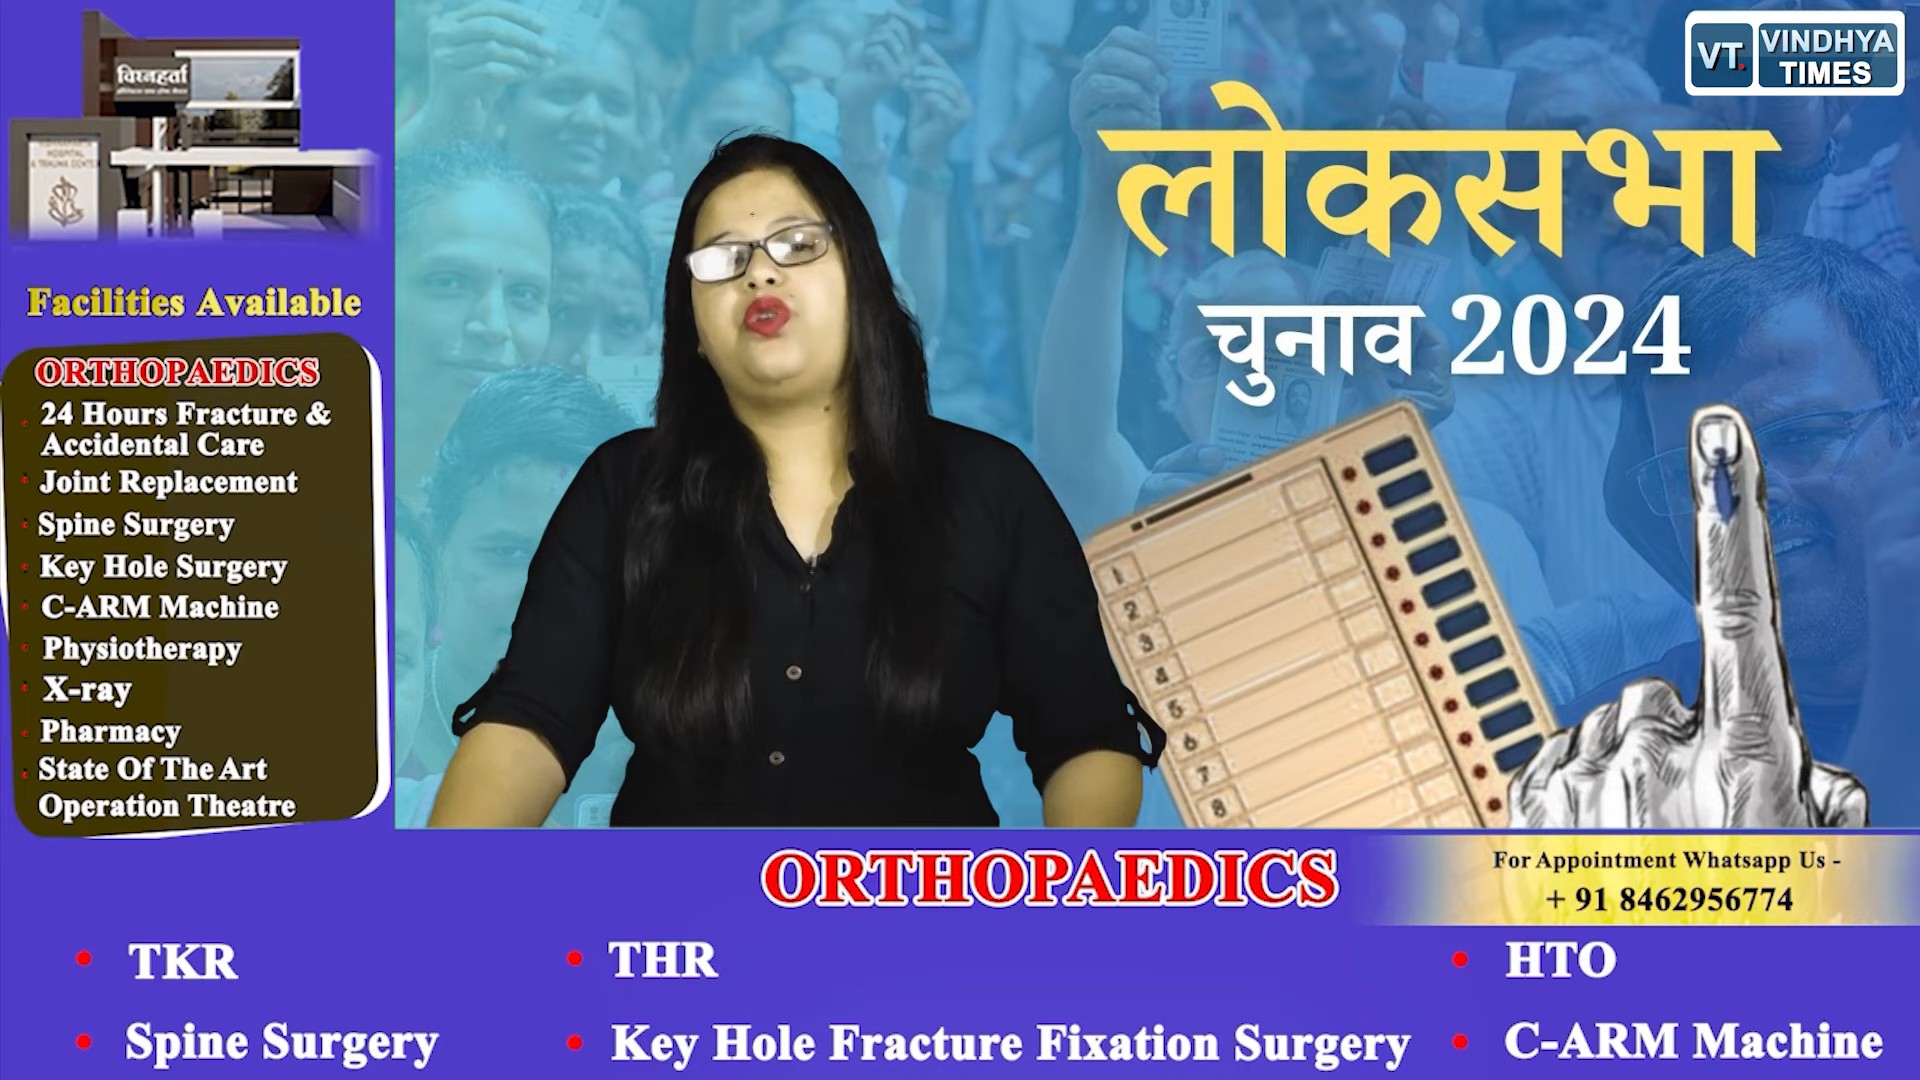 विघ्नहर्ता
HOSPITAL
& TRAUMA CENTER
Facilities Available
ORTHOPAEDICS
24 Hours Fracture &
Accidental Care
Joint Replacement
Spine Surgery
Key Hole Surgery
C-ARM Machine
Physiotherapy
X-ray
Pharmacy
State Of The Art
Operation Theatre
VT. VINDHYA
TIMES
लोकसभा
चुनाव 2024
1
2
3
4
5
6
7
8
ORTHOPAEDICS
For Appointment Whatsapp Us -
+ 91 8462956774
TKR
THR
HTO
Spine Surgery
Key Hole Fracture Fixation Surgery
C-ARM Machine